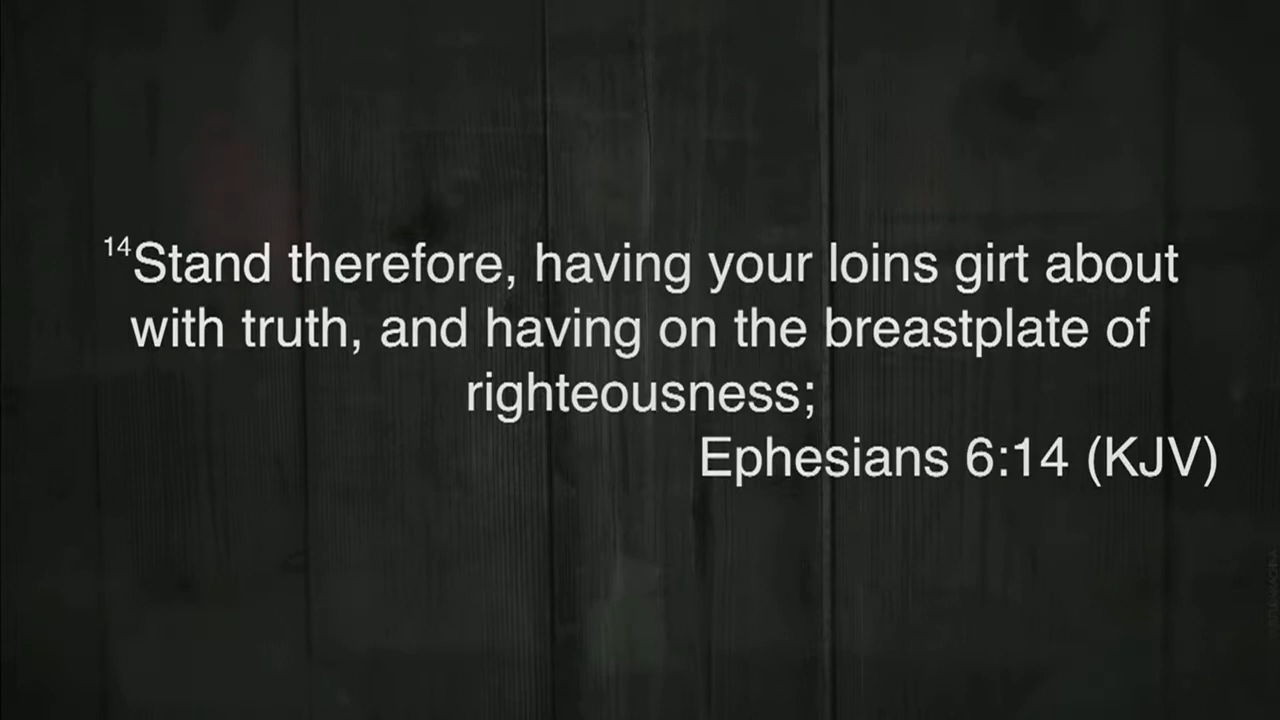 ¹⁴Stand therefore, having your loins girt about
with truth, and having on the breastplate of
righteousness;
Ephesians 6:14 (KJV)